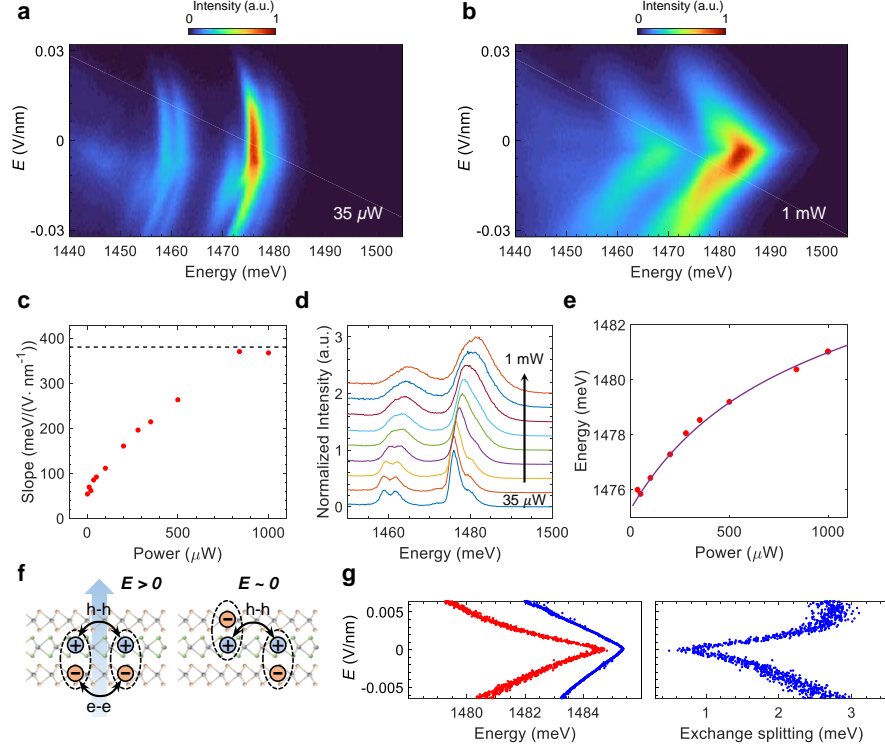 a
Intensity (a.u.)
0 1
0.03
0
-0.03
E (V/nm)
35 µW
1440 1450 1460 1470 1480 1490 1500
Energy (meV)
b
Intensity (a.u.)
0 1
0.03
0
-0.03
E (V/nm)
1 mW
1440 1450 1460 1470 1480 1490 1500
Energy (meV)
c
400
300
200
100
0
Slope (meV/(V· nm⁻¹))
0 500 1000
Power (µW)
d
3
2
1
0
Normalized Intensity (a.u.)
1 mW
35 µW
1460 1480 1500
Energy (meV)
e
1482
1480
1478
1476
Energy (meV)
0 500 1000
Power (µW)
f
E > 0
h-h
e-e
E ~ 0
h-h
g
0.005
0
-0.005
E (V/nm)
1480 1482 1484
Energy (meV)
1 2 3
Exchange splitting (meV)